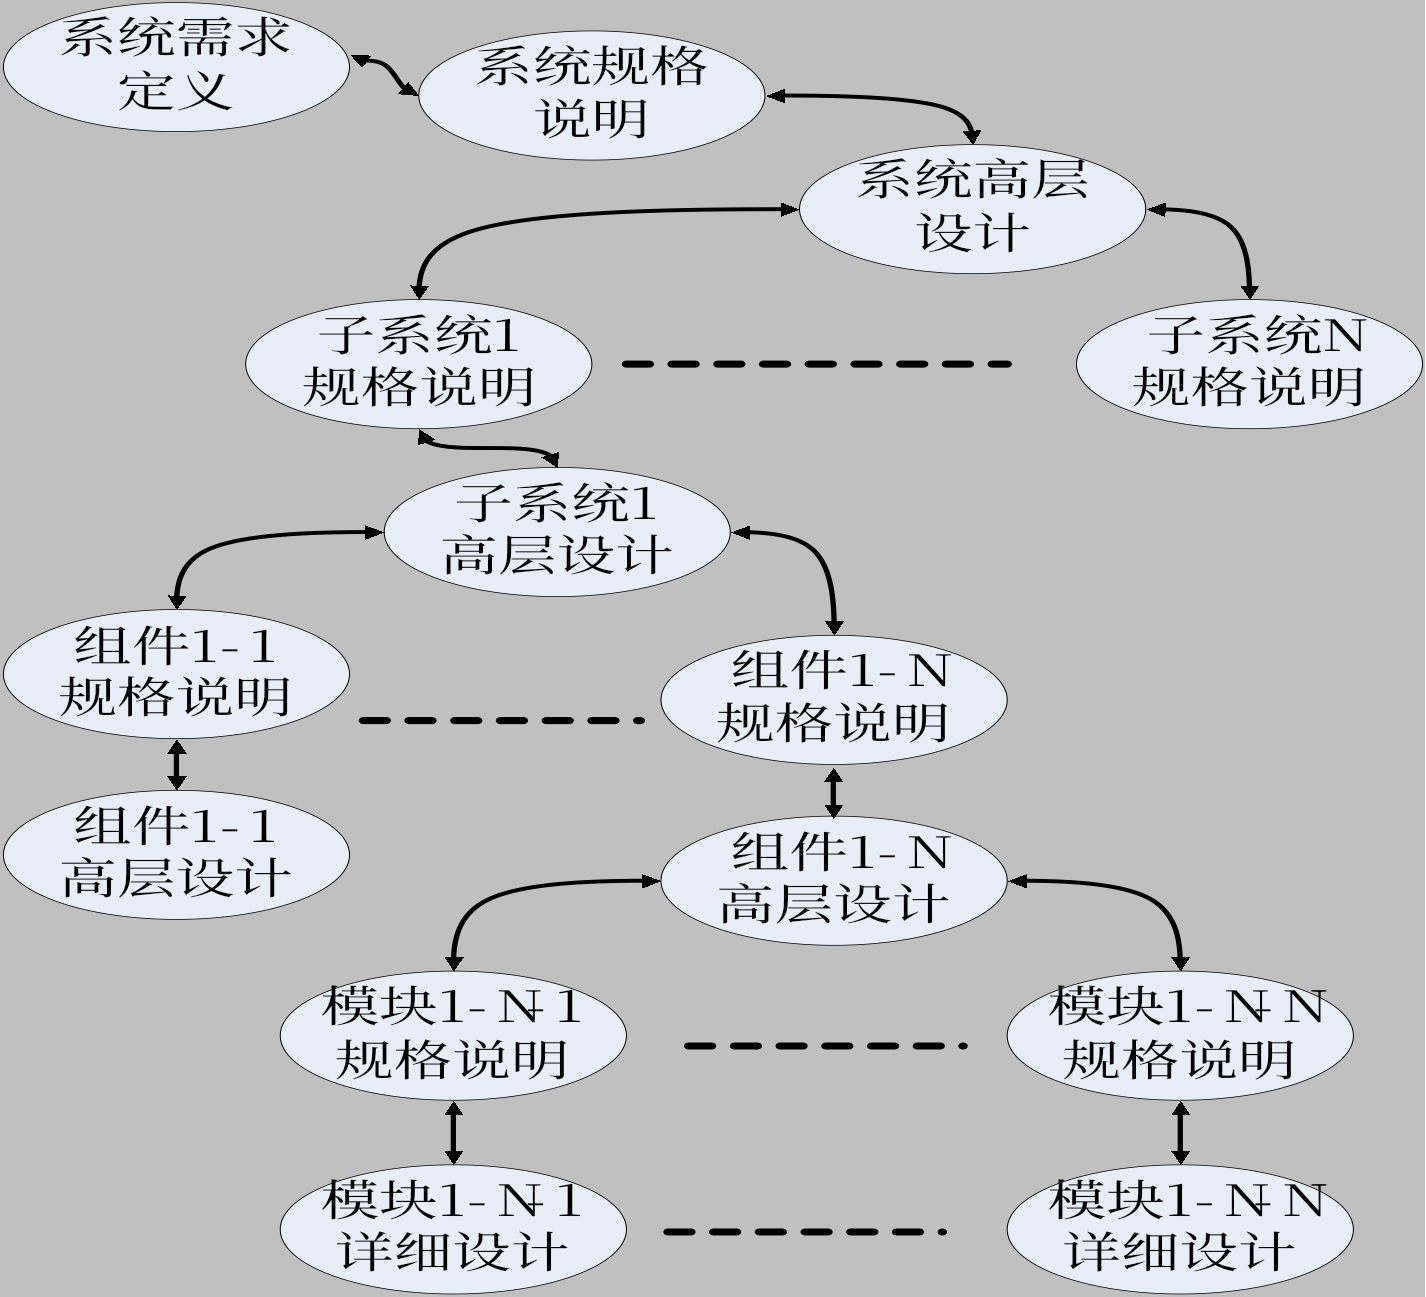 系统需求
定义
系统规格
说明
系统高层
设计
子系统1
规格说明
子系统N
规格说明
子系统1
高层设计
组件1-1
规格说明
组件1-N
规格说明
组件1-1
高层设计
组件1-N
高层设计
模块1-N-1
规格说明
模块1-N-N
规格说明
模块1-N-1
详细设计
模块1-N-N
详细设计